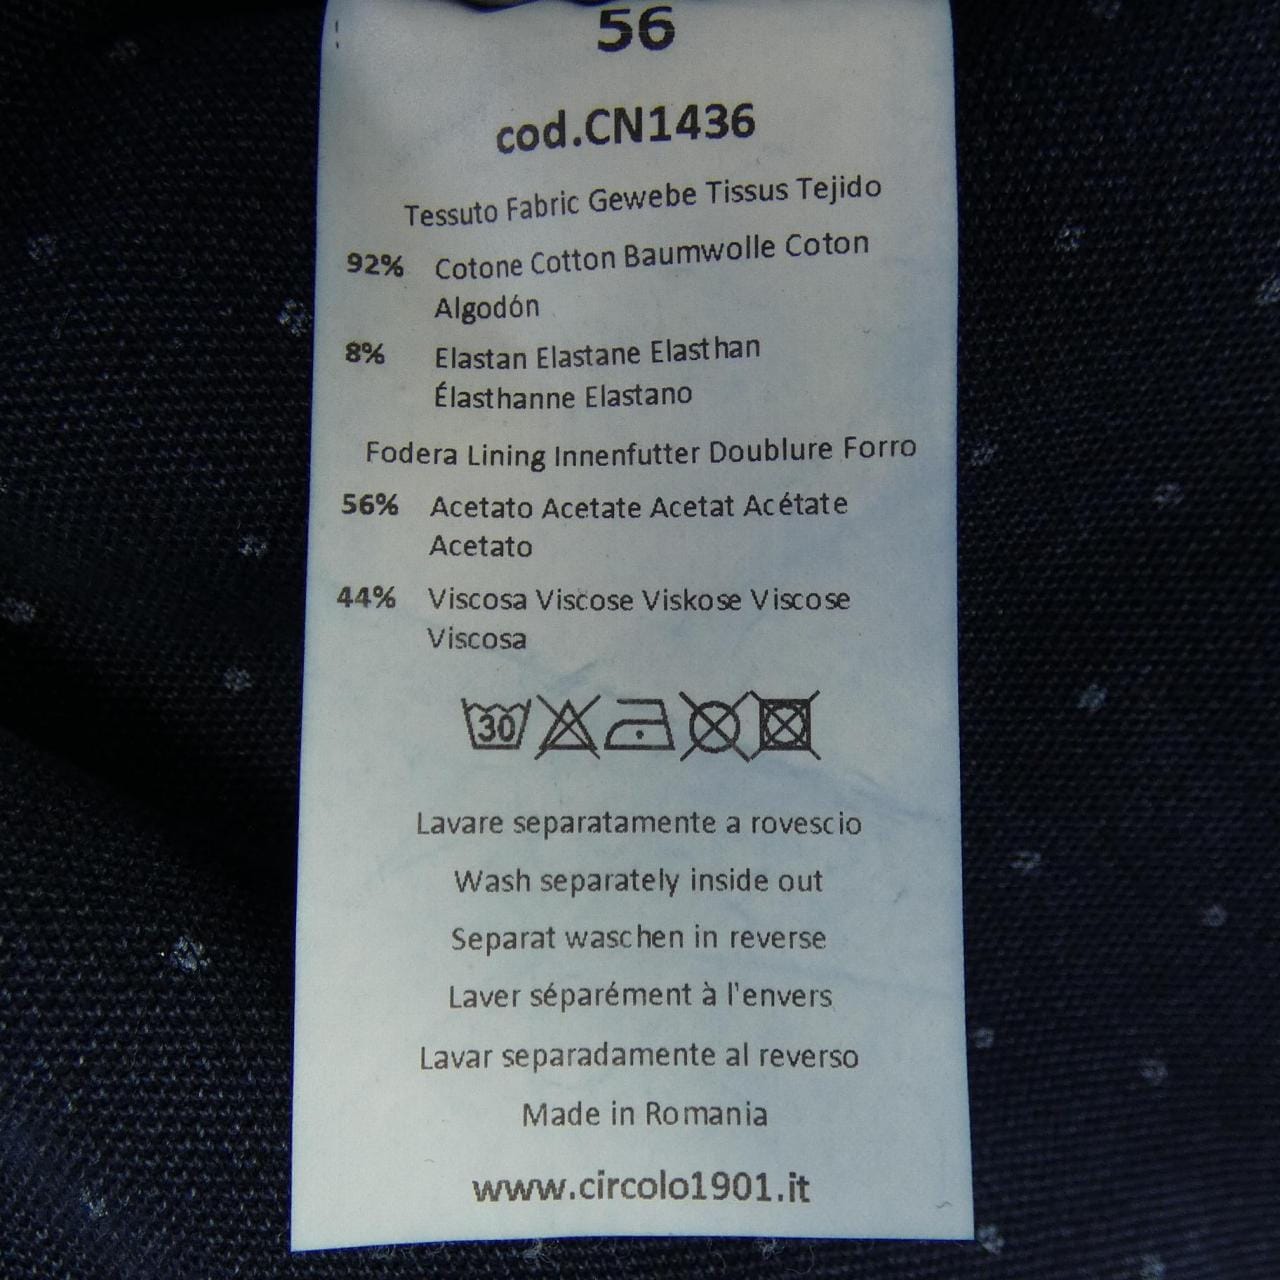 56
cod.CN1436
Tessuto Fabric Gewebe Tissus Tejido
92% Cotone Cotton Baumwolle Coton
Algodón
8% Elastan Elastane Elasthan
Élasthanne Elastano
Fodera Lining Innenfutter Doublure Forro
56% Acetato Acetate Acetat Acétate
Acetato
44% Viscosa Viscose Viskose Viscose
Viscosa
30
Lavare separatamente a rovescio
Wash separately inside out
Separat waschen in reverse
Laver séparément à l'envers
Lavar separadamente al reverso
Made in Romania
www.circolo1901.it